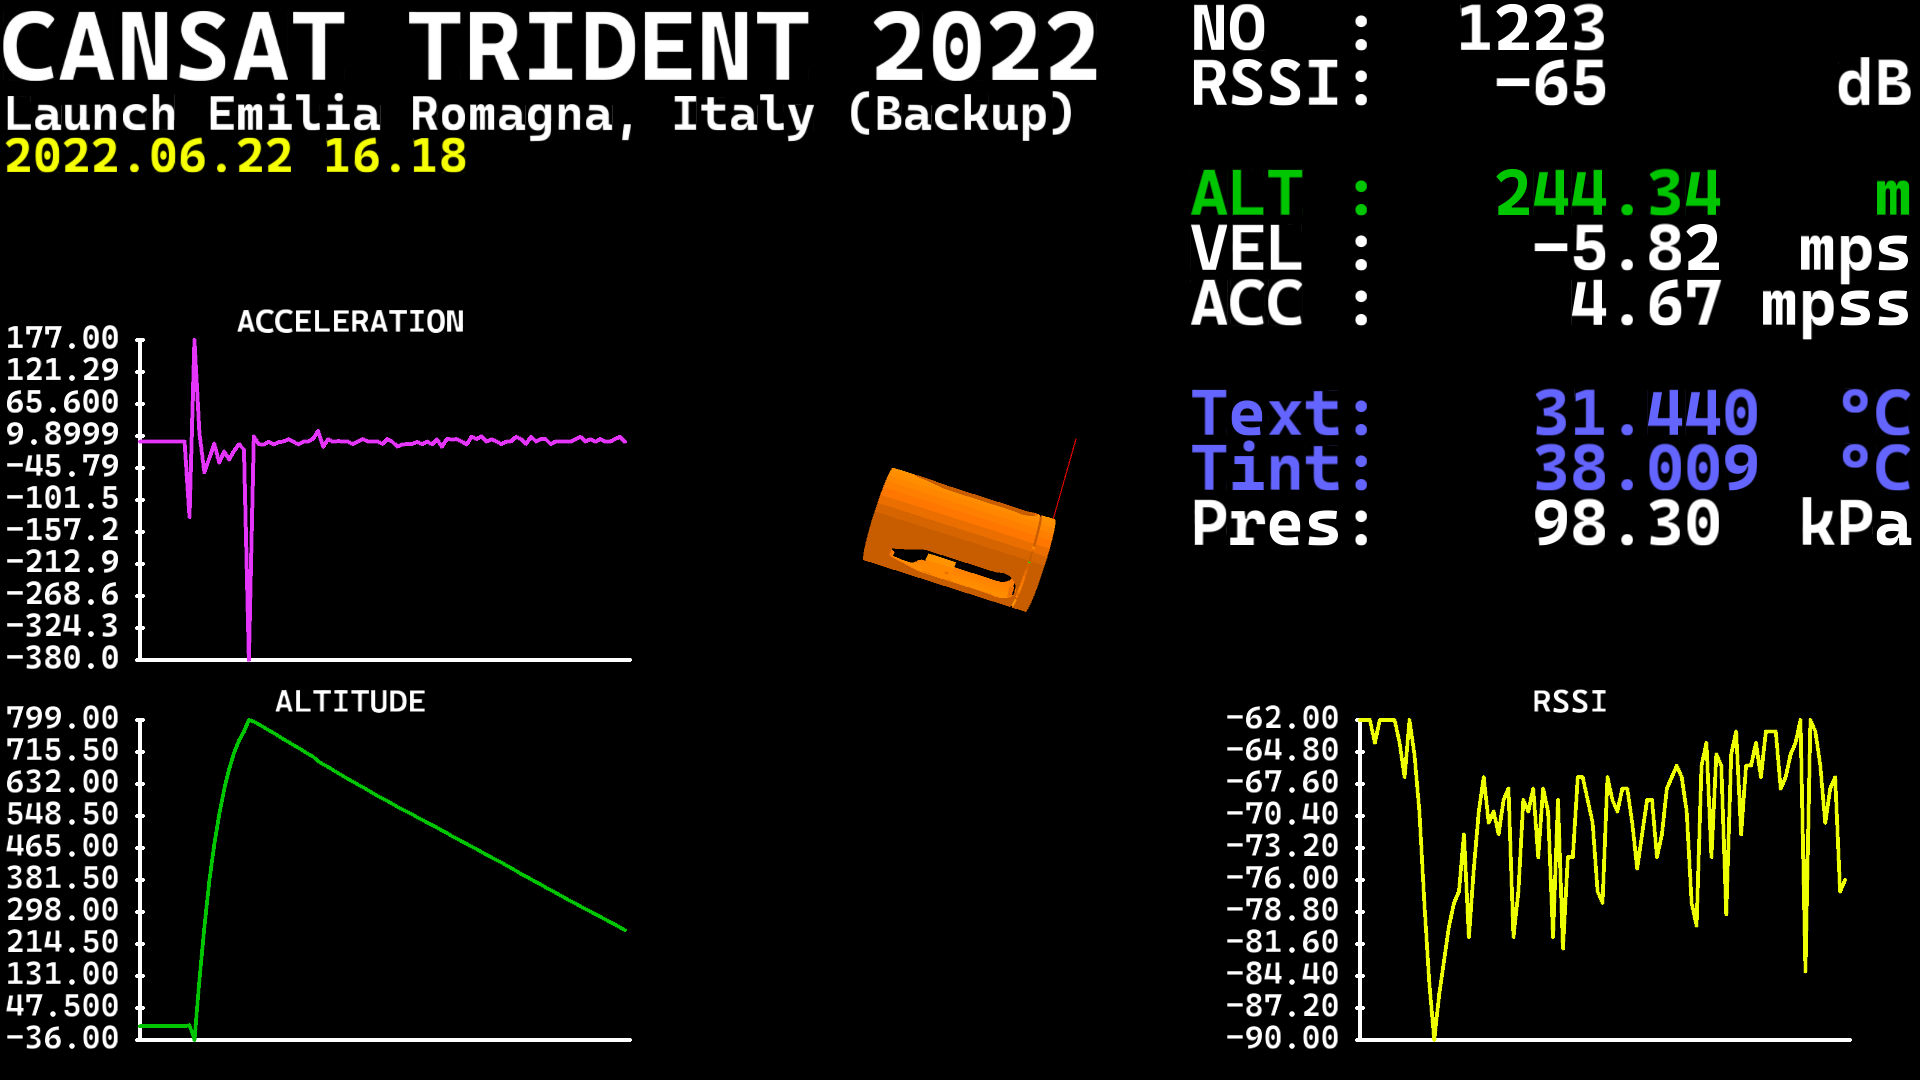 CANSAT TRIDENT 2022
Launch Emilia Romagna, Italy (Backup)
2022.06.22 16.18
NO : 1223
RSSI: -65 dB
ALT : 244.34 m
VEL : -5.82 mps
ACC : 4.67 mpss
Text: 31.440 °C
Tint: 38.009 °C
Pres: 98.30 kPa
ACCELERATION
177.00
121.29
65.600
9.8999
-45.79
-101.5
-157.2
-212.9
-268.6
-324.3
-380.0
ALTITUDE
799.00
715.50
632.00
548.50
465.00
381.50
298.00
214.50
131.00
47.500
-36.00
RSSI
-62.00
-64.80
-67.60
-70.40
-73.20
-76.00
-78.80
-81.60
-84.40
-87.20
-90.00